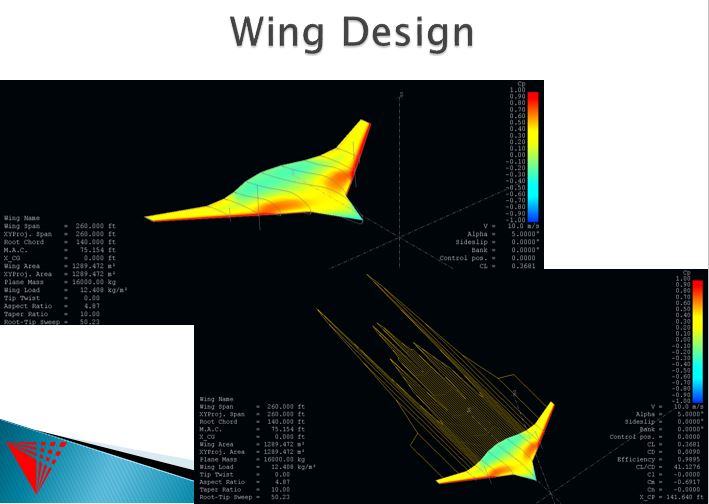 Wing Design
Cp
1.00
0.90
0.80
0.70
0.60
0.50
0.40
0.30
0.20
0.10
0.00
-0.10
-0.20
-0.30
-0.40
-0.50
-0.60
-0.70
-0.80
-0.90
-1.00
Wing Name
Wing Span = 260.000 ft
XYProj. Span = 260.000 ft
Root Chord = 140.000 ft
M.A.C. = 75.154 ft
X_CG = 0.000 ft
Wing Area = 1289.472 m²
XYProj. Area = 1289.472 m²
Plane Mass = 16000.00 kg
Wing Load = 12.408 kg/m²
Tip Twist = 0.00
Aspect Ratio = 4.87
Taper Ratio = 10.00
Root-Tip Sweep = 50.23
V = 10.0 m/s
Alpha = 5.0000°
Sideslip = 0.0000°
Bank = 0.0000°
Control pos. = 0.0000
CL = 0.3681
Cp
1.00
0.90
0.80
0.70
0.60
0.50
0.40
0.30
0.20
0.10
0.00
-0.10
-0.20
-0.30
-0.40
-0.50
-0.60
-0.70
-0.80
-0.90
-1.00
Wing Name
Wing Span = 260.000 ft
XYProj. Span = 260.000 ft
Root Chord = 140.000 ft
M.A.C. = 75.154 ft
X_CG = 0.000 ft
Wing Area = 1289.472 m²
XYProj. Area = 1289.472 m²
Plane Mass = 16000.00 kg
Wing Load = 12.408 kg/m²
Tip Twist = 0.00
Aspect Ratio = 4.87
Taper Ratio = 10.00
Root-Tip Sweep = 50.23
V = 10.0 m/s
Alpha = 5.0000°
Sideslip = 0.0000°
Bank = 0.0000°
Control pos. = 0.0000
CL = 0.3681
CD = 0.0090
Efficiency = 0.9895
CL/CD = 41.1276
Cl = -0.0000
Cm = -0.6917
Cn = -0.0000
X_CP = 141.640 ft